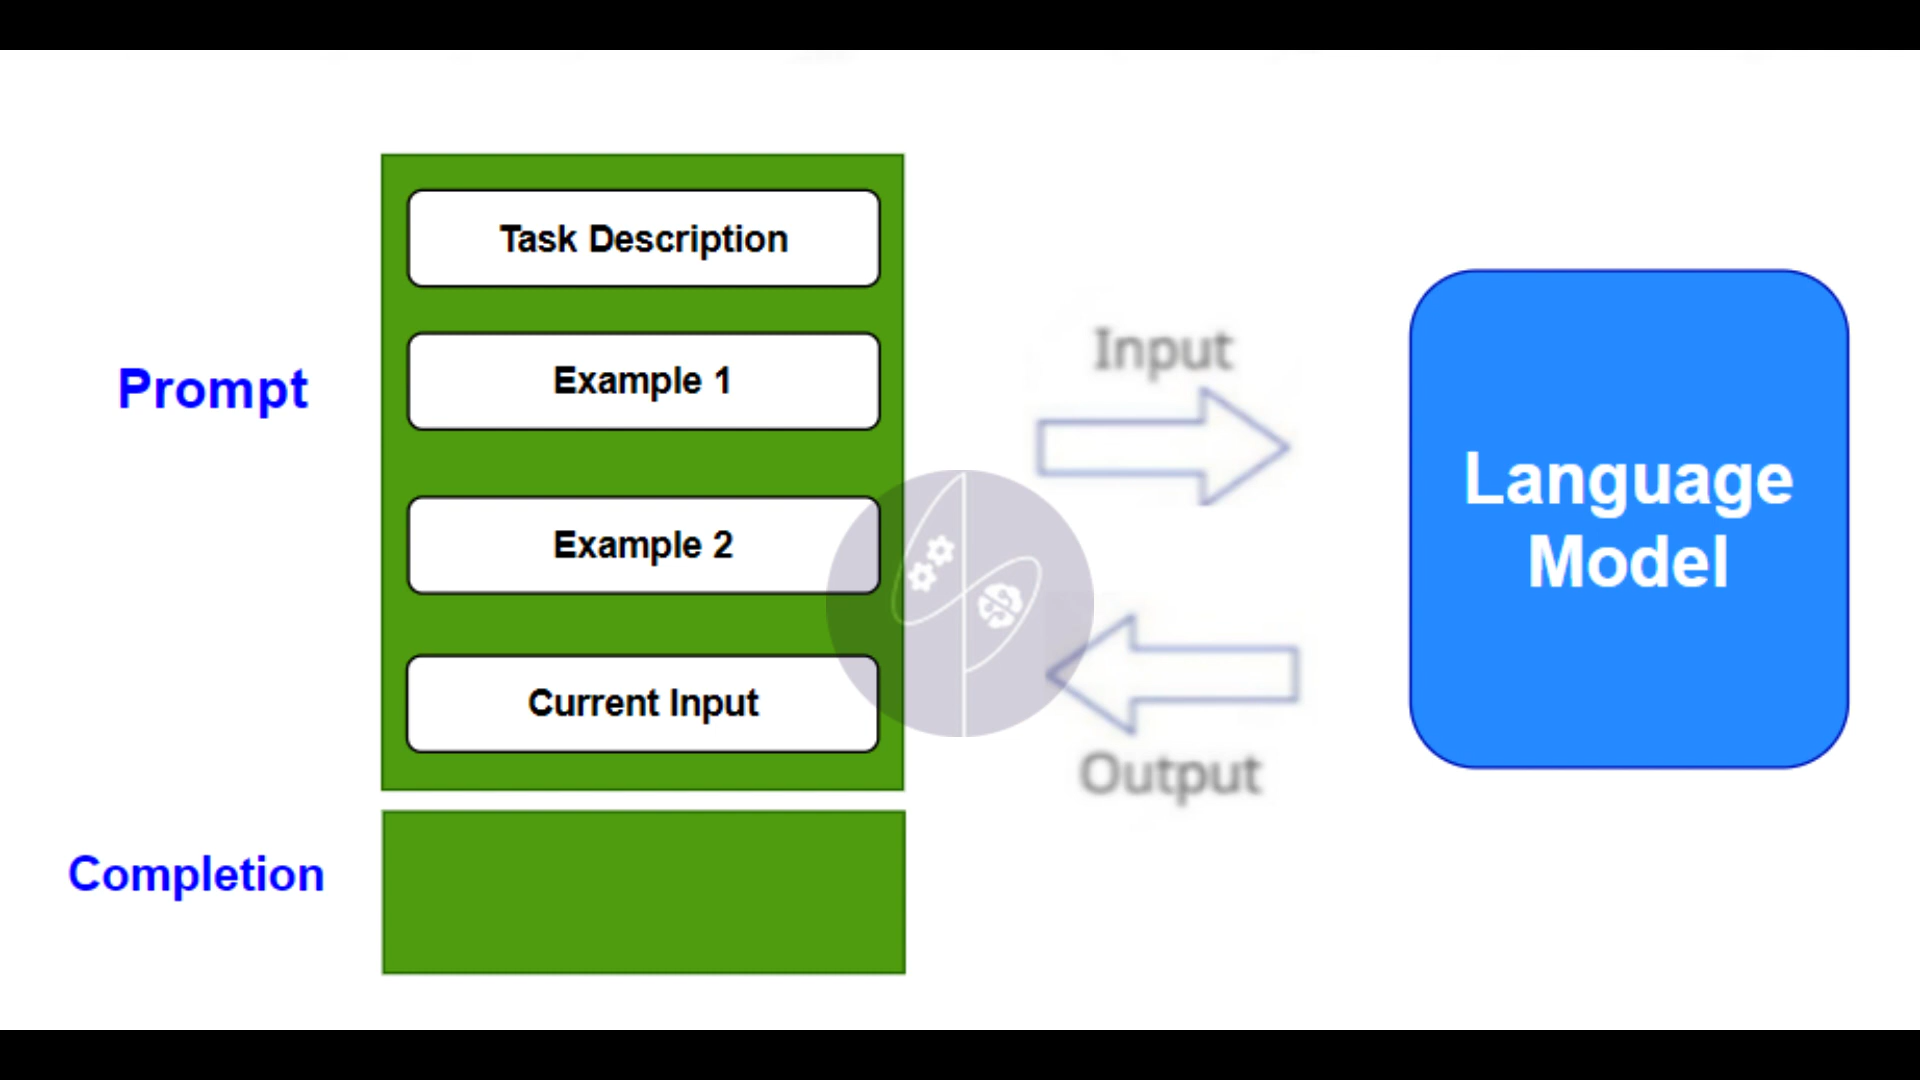 Task Description
Prompt
Example 1
Example 2
Current Input
Completion
Input
Output
Language
Model